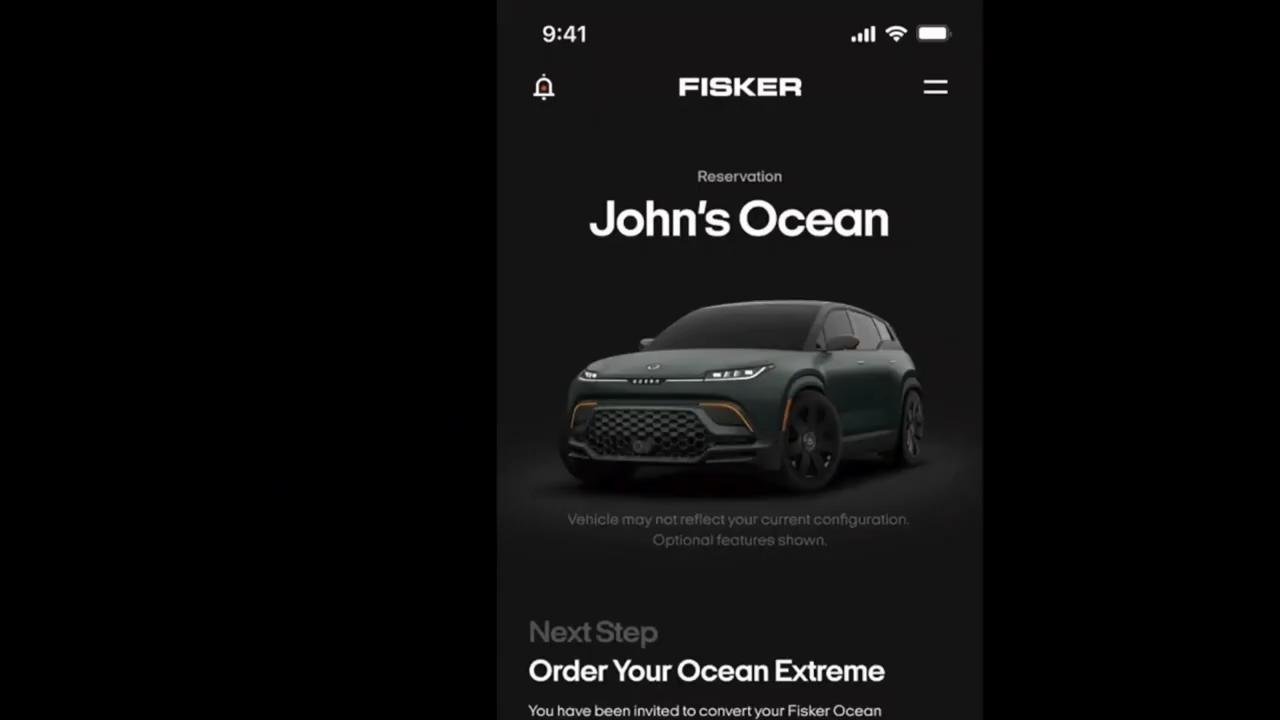 9:41
FISKER
Reservation
John's Ocean
Vehicle may not reflect your current configuration.
Optional features shown.
Next Step
Order Your Ocean Extreme
You have been invited to convert your Fisker Ocean